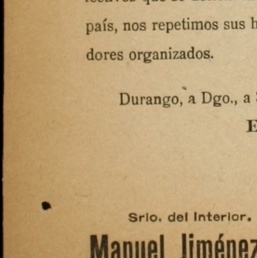 país, nos repetimos sus
dores organizados.
Durango, a Dgo., a
Srio. del Interior.
Manuel Jiménez